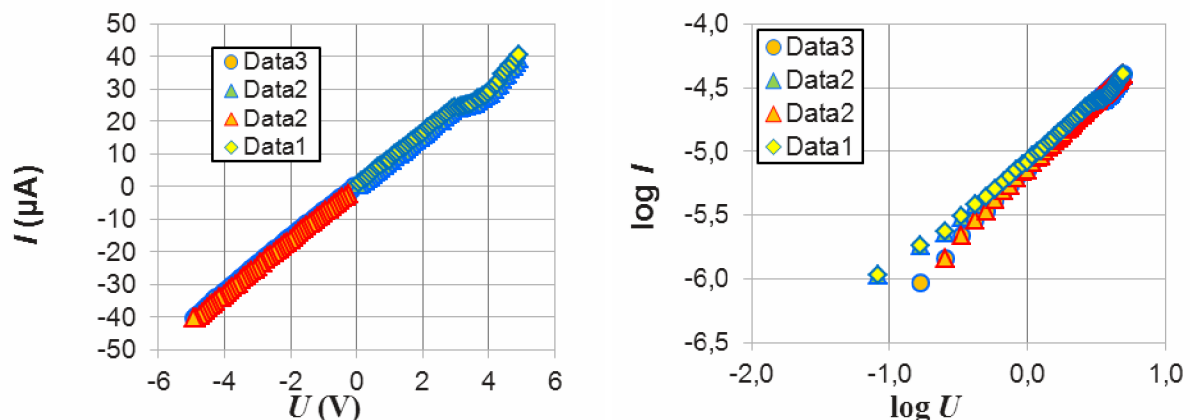 50
40
30
20
10
0
-10
-20
-30
-40
-50
I (µA)
Data3
Data2
Data2
Data1
-6 -4 -2 0 2 4 6
U (V)
-4,0
-4,5
-5,0
-5,5
-6,0
-6,5
log I
Data3
Data2
Data2
Data1
-2,0 -1,0 0,0 1,0
log U